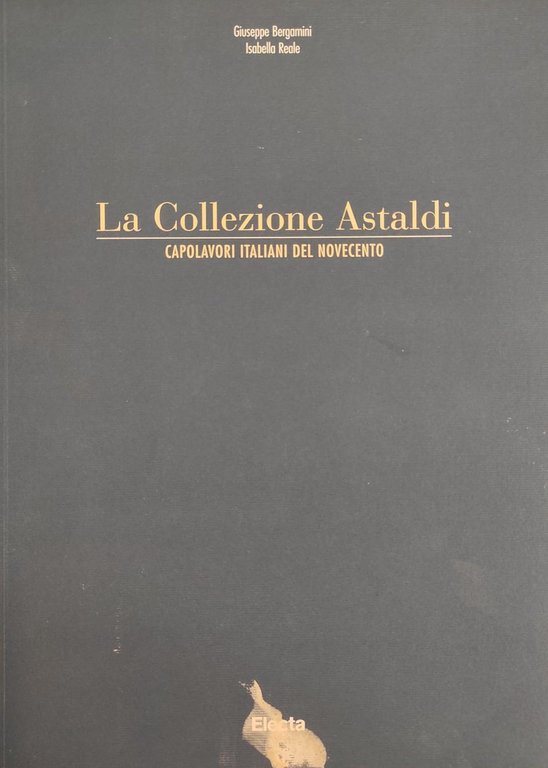 Giuseppe Bergamini
Isabella Reale
La Collezione Astaldi
CAPOLAVORI ITALIANI DEL NOVECENTO
Electa